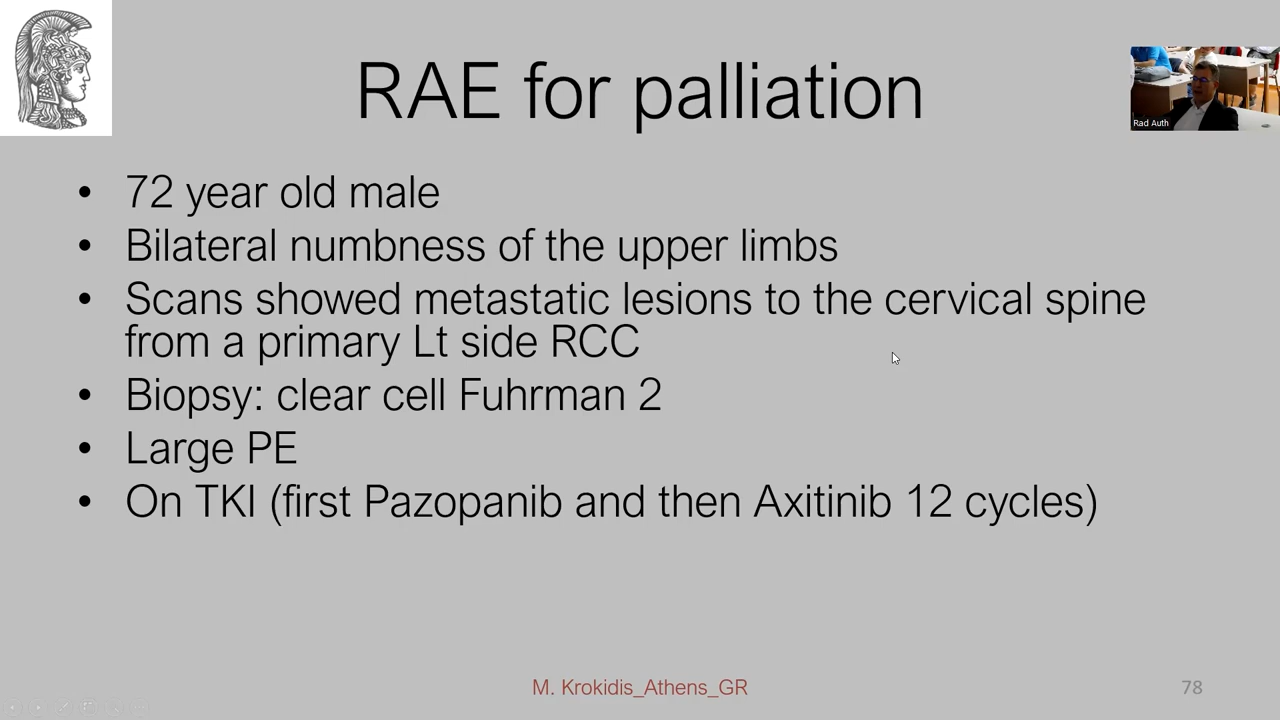 RAE for palliation
Rad Auth
• 72 year old male
• Bilateral numbness of the upper limbs
• Scans showed metastatic lesions to the cervical spine
from a primary Lt side RCC
• Biopsy: clear cell Fuhrman 2
• Large PE
• On TKI (first Pazopanib and then Axitinib 12 cycles)
M. Krokidis_Athens_GR
78